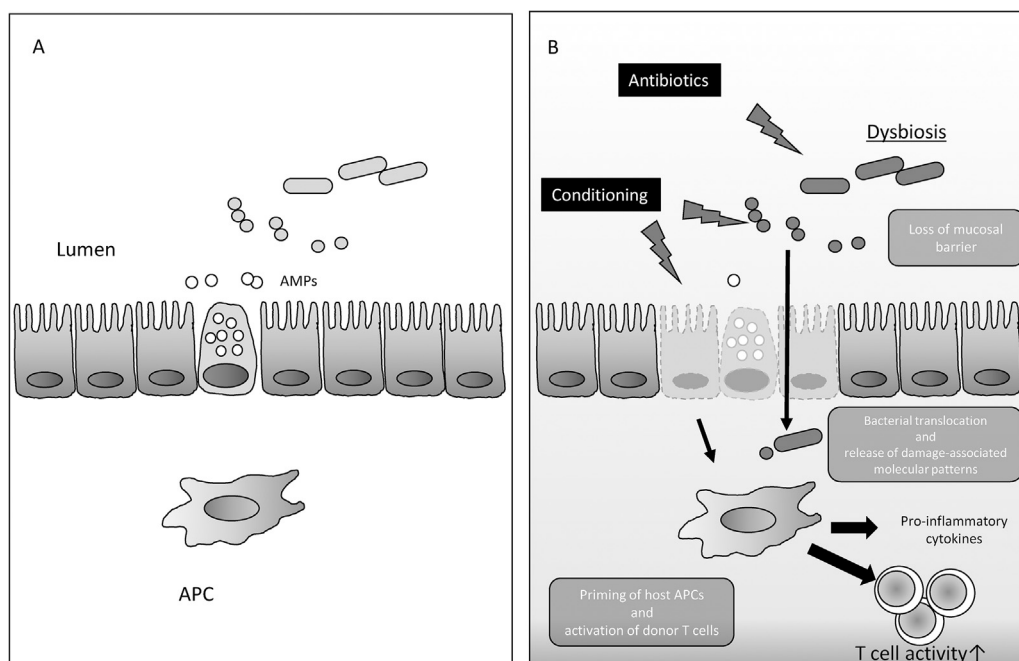 A
Lumen
AMPs
APC
B
Antibiotics
Dysbiosis
Conditioning
Loss of mucosal
barrier
Bacterial translocation
and
release of damage-associated
molecular patterns
Pro-inflammatory
cytokines
Priming of host APCs
and
activation of donor T cells
T cell activity↑